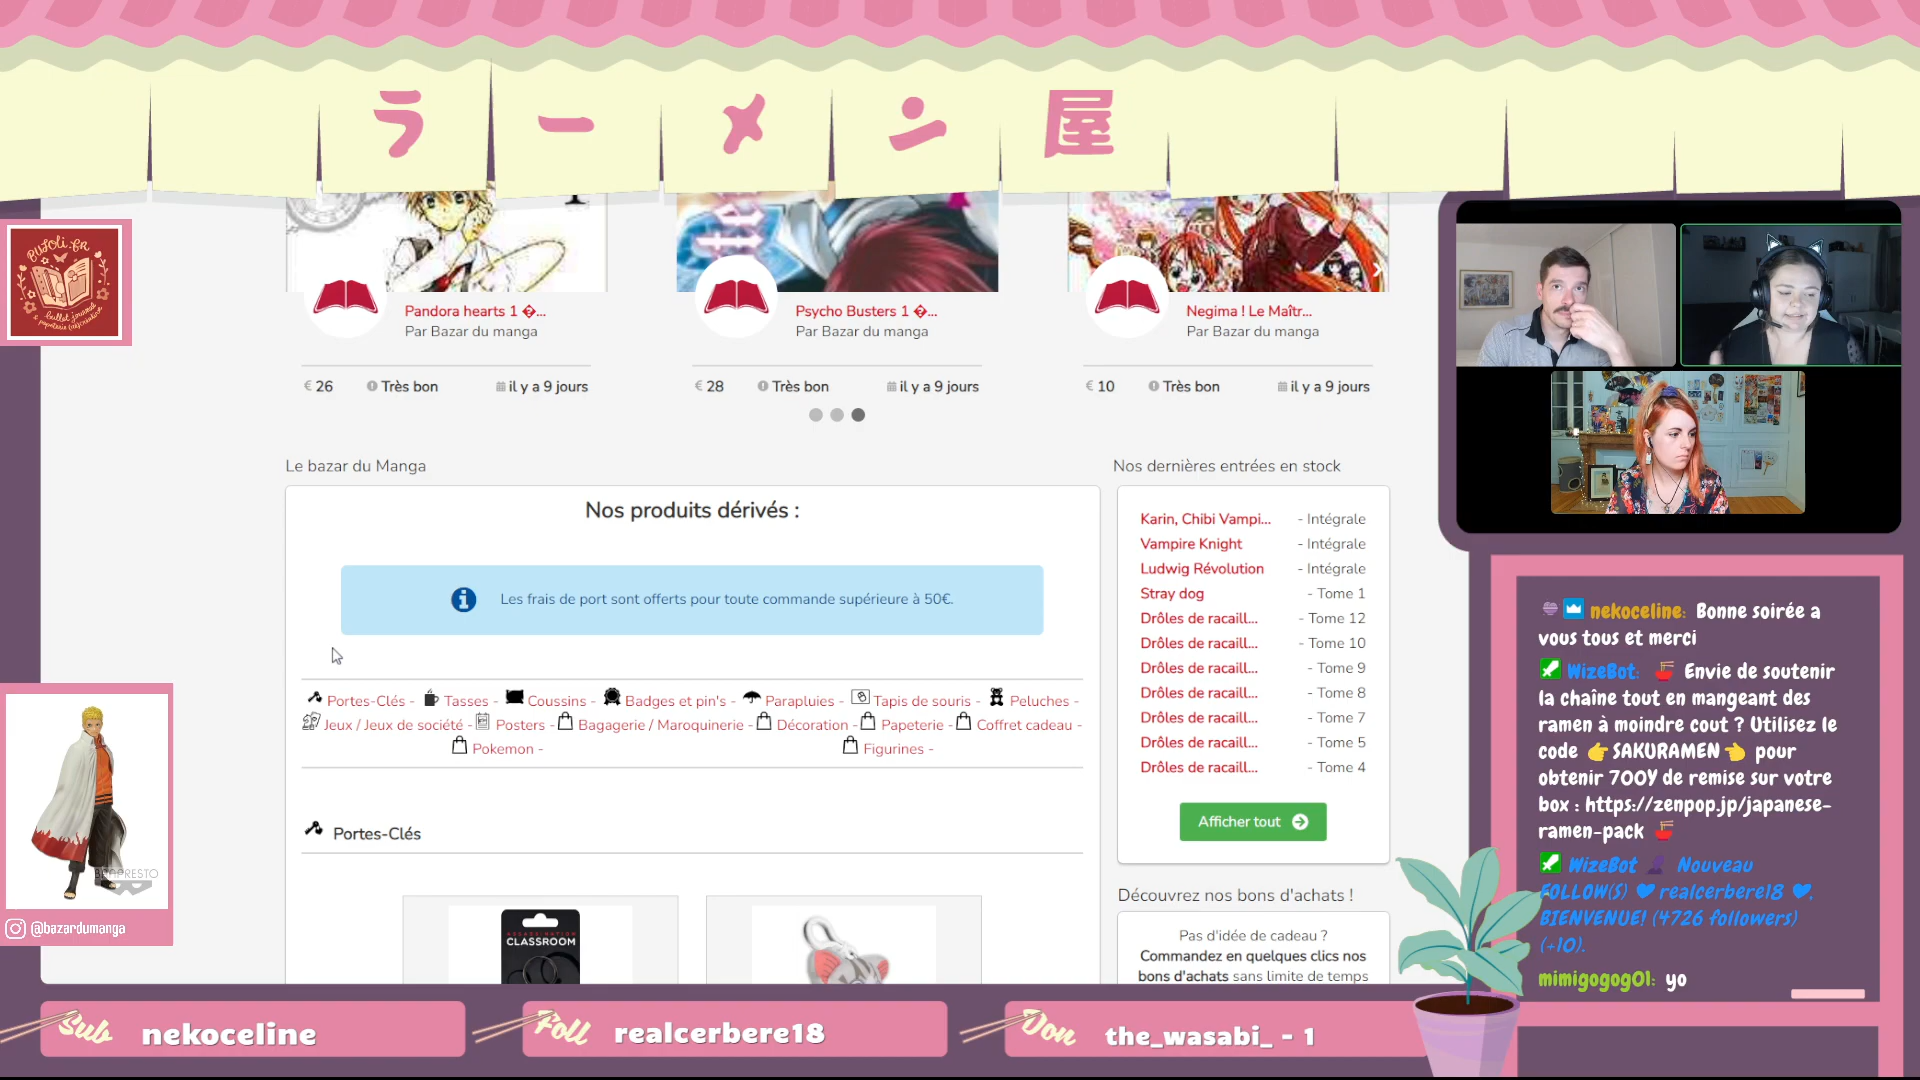 ラーメン屋
oujoli.fr
bullet journal
Pandora hearts 1 �...
Par Bazar du manga
€ 26
Très bon
il y a 9 jours
Psycho Busters 1 �...
Par Bazar du manga
€ 28
Très bon
il y a 9 jours
Negima ! Le Maîtr...
Par Bazar du manga
€ 10
Très bon
il y a 9 jours
Le bazar du Manga
Nos produits dérivés :
Les frais de port sont offerts pour toute commande supérieure à 50€.
Portes-Clés - Tasses - Coussins - Badges et pin's - Parapluies - Tapis de souris - Peluches -
Jeux / Jeux de société - Posters - Bagagerie / Maroquinerie - Décoration - Papeterie - Coffret cadeau -
Pokemon - Figurines -
Portes-Clés
ASSASSINATION
CLASSROOM
Nos dernières entrées en stock
Karin, Chibi Vampi... - Intégrale
Vampire Knight - Intégrale
Ludwig Révolution - Intégrale
Stray dog - Tome 1
Drôles de racaill... - Tome 12
Drôles de racaill... - Tome 10
Drôles de racaill... - Tome 9
Drôles de racaill... - Tome 8
Drôles de racaill... - Tome 7
Drôles de racaill... - Tome 5
Drôles de racaill... - Tome 4
Afficher tout
Découvrez nos bons d'achats !
Pas d'idée de cadeau ?
Commandez en quelques clics nos
bons d'achats sans limite de temps
BANPRESTO
@bazardumanga
nekoceline: Bonne soirée a
vous tous et merci
WizeBot: Envie de soutenir
la chaîne tout en mangeant des
ramen à moindre cout ? Utilisez le
code 👉 SAKURAMEN 👈 pour
obtenir 700Y de remise sur votre
box : https://zenpop.jp/japanese-
ramen-pack
WizeBot Nouveau
FOLLOW(S) realcerbere18
BIENVENUE! (4726 followers)
(+10).
mimigogog01: yo
Sub nekoceline
Foll realcerbere18
Don the_wasabi_ - 1